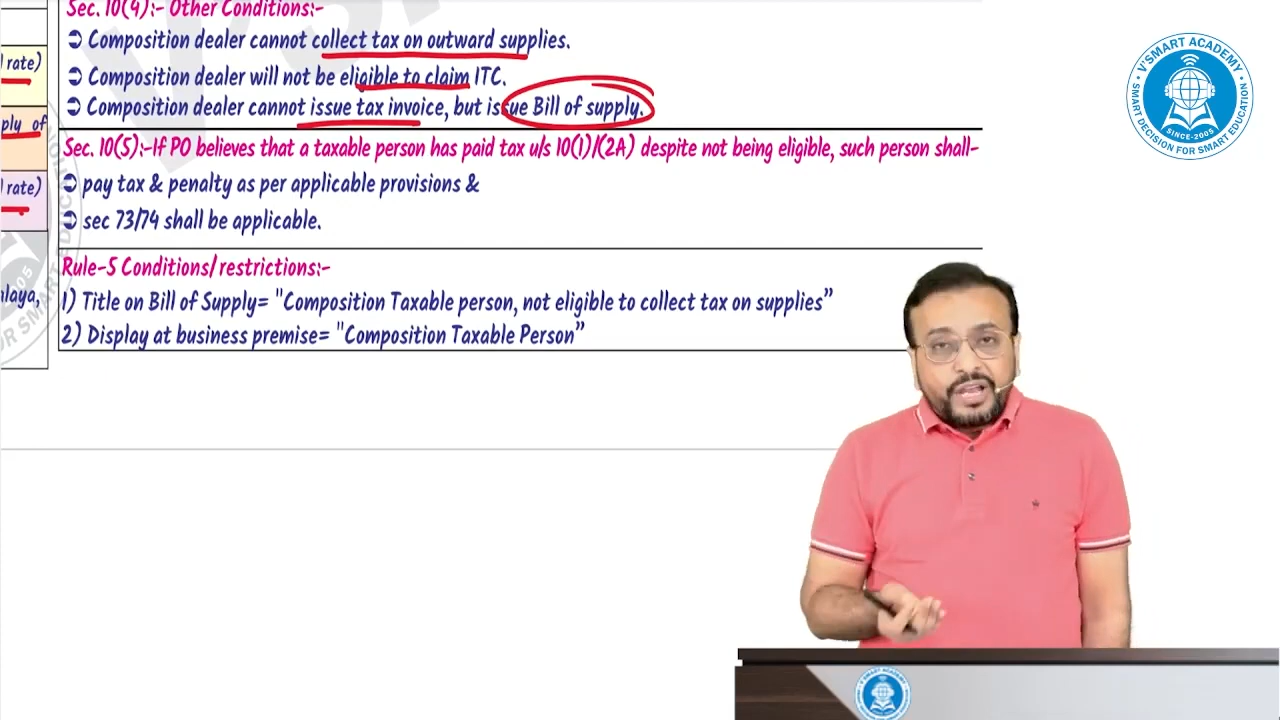 Sec. 10(4):- Other Conditions:-
➲ Composition dealer cannot collect tax on outward supplies.
➲ Composition dealer will not be eligible to claim ITC.
➲ Composition dealer cannot issue tax invoice, but issue Bill of supply.
Sec. 10(5):-If PO believes that a taxable person has paid tax u/s 10(1)/(2A) despite not being eligible, such person shall-
➲ pay tax & penalty as per applicable provisions &
➲ sec 73/74 shall be applicable.
Rule-5 Conditions/restrictions:-
1) Title on Bill of Supply= "Composition Taxable person, not eligible to collect tax on supplies”
2) Display at business premise= "Composition Taxable Person”
rate)
of
rate)
V'SMART ACADEMY
SMART DECISION FOR SMART EDUCATION
SINCE-2005